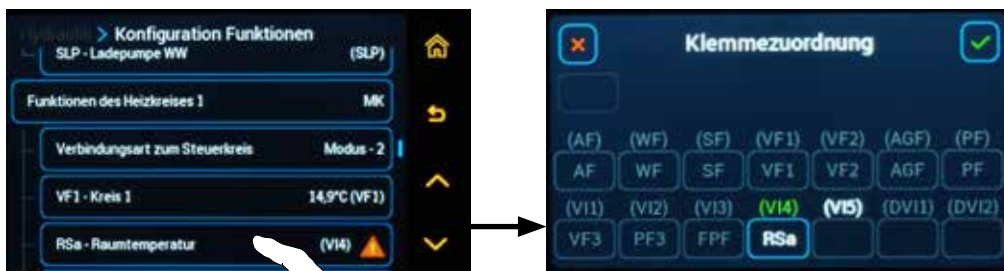 > Konfiguration Funktionen
SLP - Ladepumpe WW (SLP)
Funktionen des Heizkreises 1 MK
Verbindungsart zum Steuerkreis Modus - 2
VF1 - Kreis 1 14,9°C (VF1)
RSa - Raumtemperatur (VI4)
Klemmezuordnung
(AF) (WF) (SF) (VF1) (VF2) (AGF) (PF)
AF WF SF VF1 VF2 AGF PF
(VI1) (VI2) (VI3) (VI4) (VI5) (DVI1) (DVI2)
VF3 PF3 FPF RSa